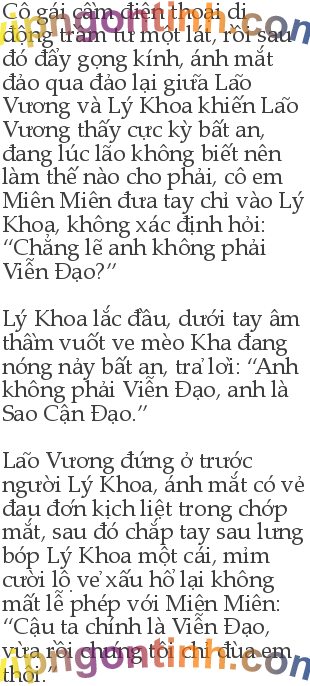 Cô gái cầm điện thoại di
động trầm tư một lát, rồi sau
đó đẩy gọng kính, ánh mắt
đảo qua đảo lại giữa Lão
Vương và Lý Khoa khiến Lão
Vương thấy cực kỳ bất an,
đang lúc lão không biết nên
làm thế nào cho phải, cô em
Miên Miên đưa tay chỉ vào Lý
Khoa, không xác định hỏi:
“Chẳng lẽ anh không phải
Viễn Đạo?”

Lý Khoa lắc đầu, dưới tay âm
thầm vuốt ve mèo Kha đang
nóng nảy bất an, trả lời: “Anh
không phải Viễn Đạo, anh là
Sao Cận Đạo.”

Lão Vương đứng ở trước
người Lý Khoa, ánh mắt có vẻ
đau đớn kịch liệt trong chớp
mắt, sau đó chắp tay sau lưng
bóp Lý Khoa một cái, mỉm
cười lộ vẻ xấu hổ lại không
mất lễ phép với Miên Miên:
“Cậu ta chính là Viễn Đạo,
vừa rồi chúng tôi chỉ đùa em
thôi.”
vipngontinh.com
vipngontinh.com